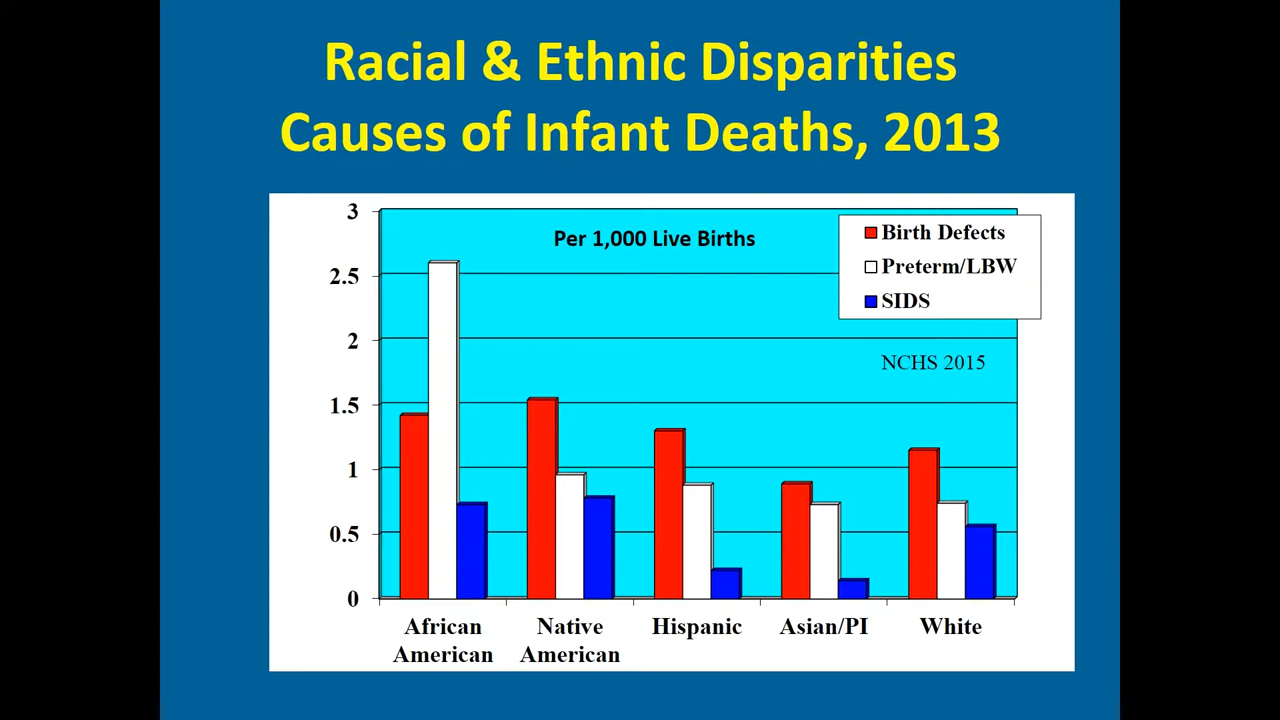 Racial & Ethnic Disparities
Causes of Infant Deaths, 2013
Per 1,000 Live Births
Birth Defects
Preterm/LBW
SIDS
NCHS 2015
3
2.5
2
1.5
1
0.5
0
African American
Native American
Hispanic
Asian/PI
White